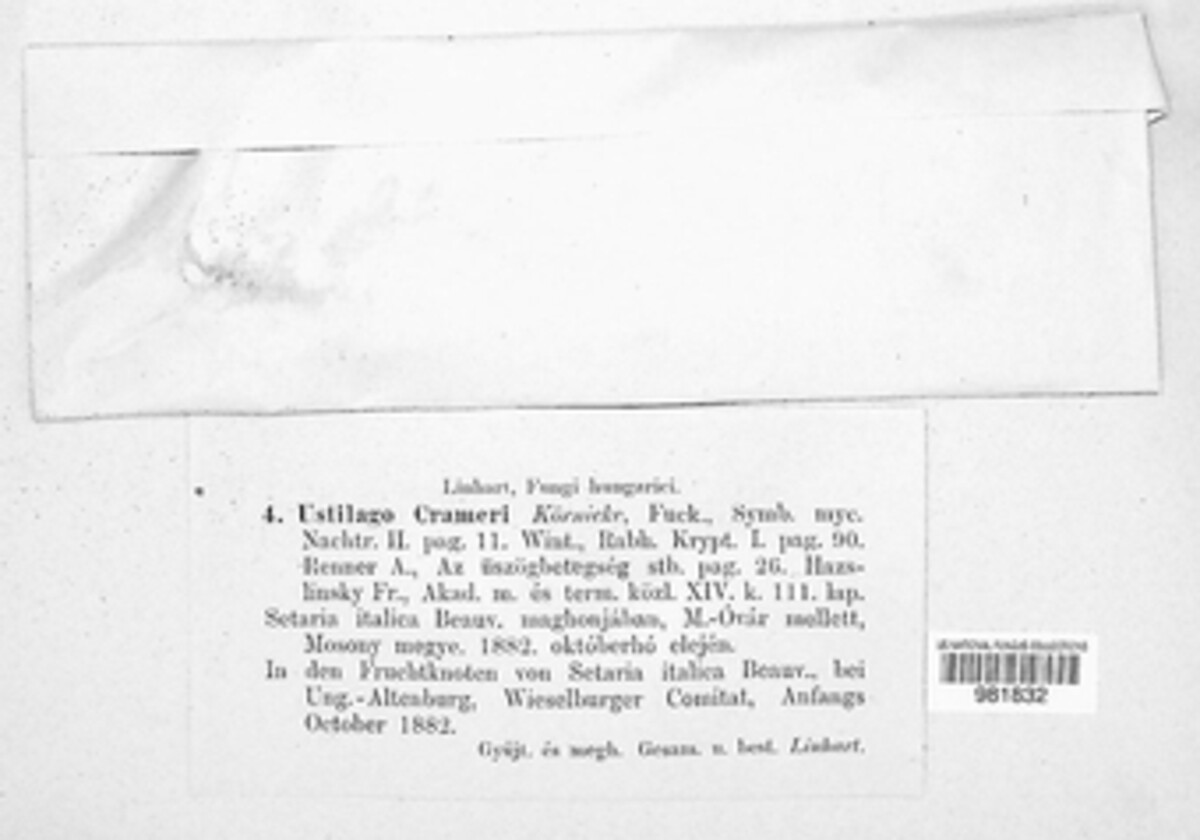 Linhart, Fungi hungarici.
4. Ustilago Crameri Körnicke, Fuck., Symb. myc.
Nachtr. II. pag. 11. Wint., Rabh. Krypt. I. pag. 90.
Renner A., Az üszögbetegség stb. pag. 26. Hazs-
linsky Fr., Akad. m. és term. közl. XIV. k. 111. lap.
Setaria italica Beauv. maghonjában, M.-Óvár mellett,
Mosony megye. 1882. októberhó elején.
In den Fruchtknoten von Setaria italica Beauv., bei
Ung.-Altenburg, Wieselburger Comitat, Anfangs
October 1882.
Gyűjt. és megh. Gesam. u. best. Linhart.
981832